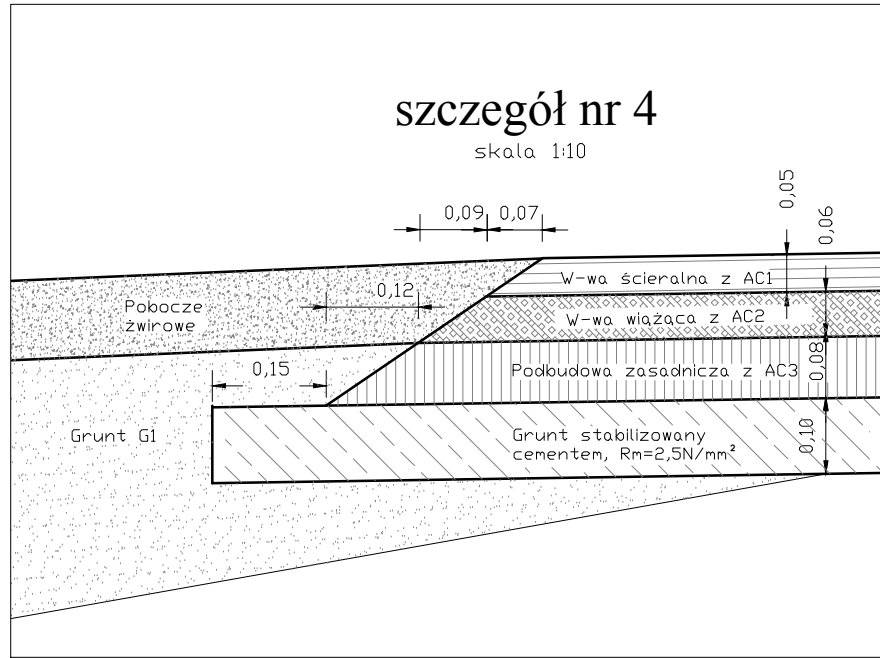 szczegół nr 4
skala 1:10
0,05
0,09
0,07
0,06
W-wa ścieralna z AC1
0,12
Pobocze
żwirowe
W-wa wiążąca z AC2
0,08
0,15
Podbudowa zasadnicza z AC3
Grunt G1
Grunt stabilizowany
cementem, Rm=2,5N/mm²
0,10